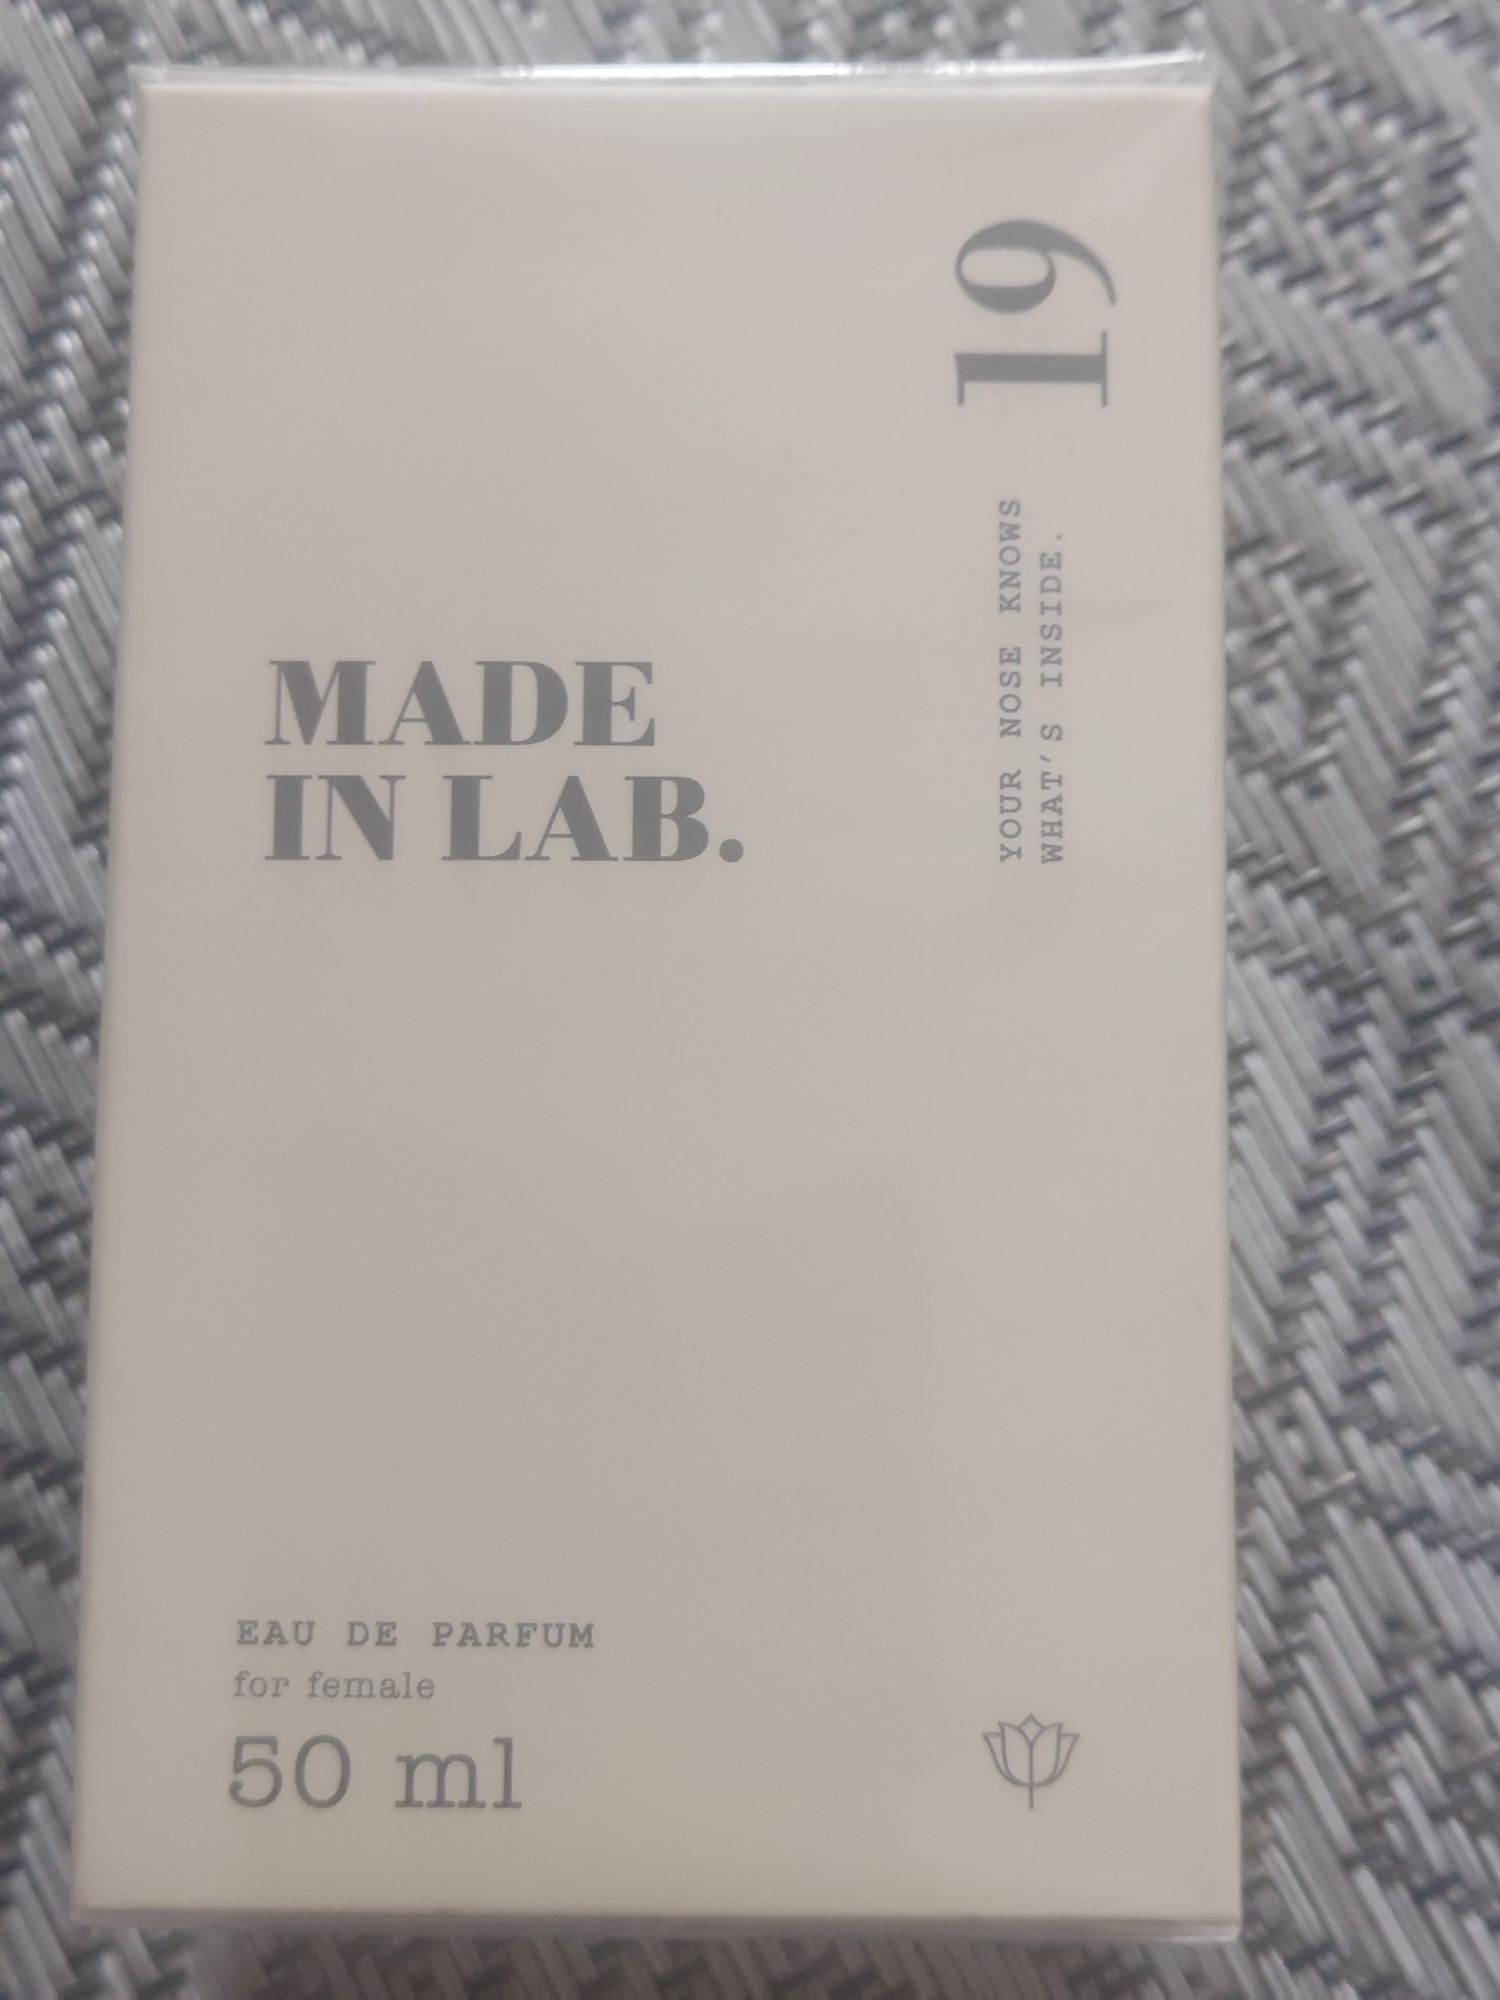 19
YOUR NOSE KNOWS
WHAT'S INSIDE.
MADE
IN LAB.
EAU DE PARFUM
for female
50 ml